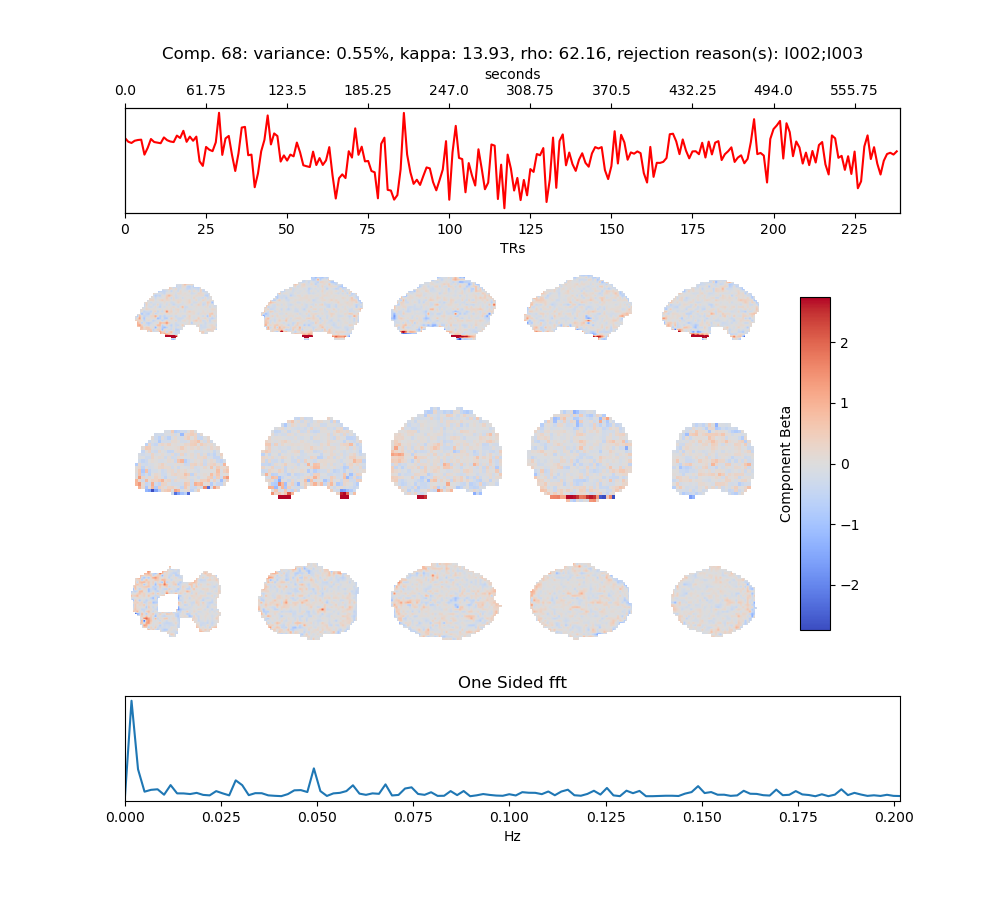 Comp. 68: variance: 0.55%, kappa: 13.93, rho: 62.16, rejection reason(s): I002;I003
seconds
0.0 61.75 123.5 185.25 247.0 308.75 370.5 432.25 494.0 555.75
0 25 50 75 100 125 150 175 200 225
TRs
2
1
0
−1
−2
Component Beta
One Sided fft
0.000 0.025 0.050 0.075 0.100 0.125 0.150 0.175 0.200
Hz